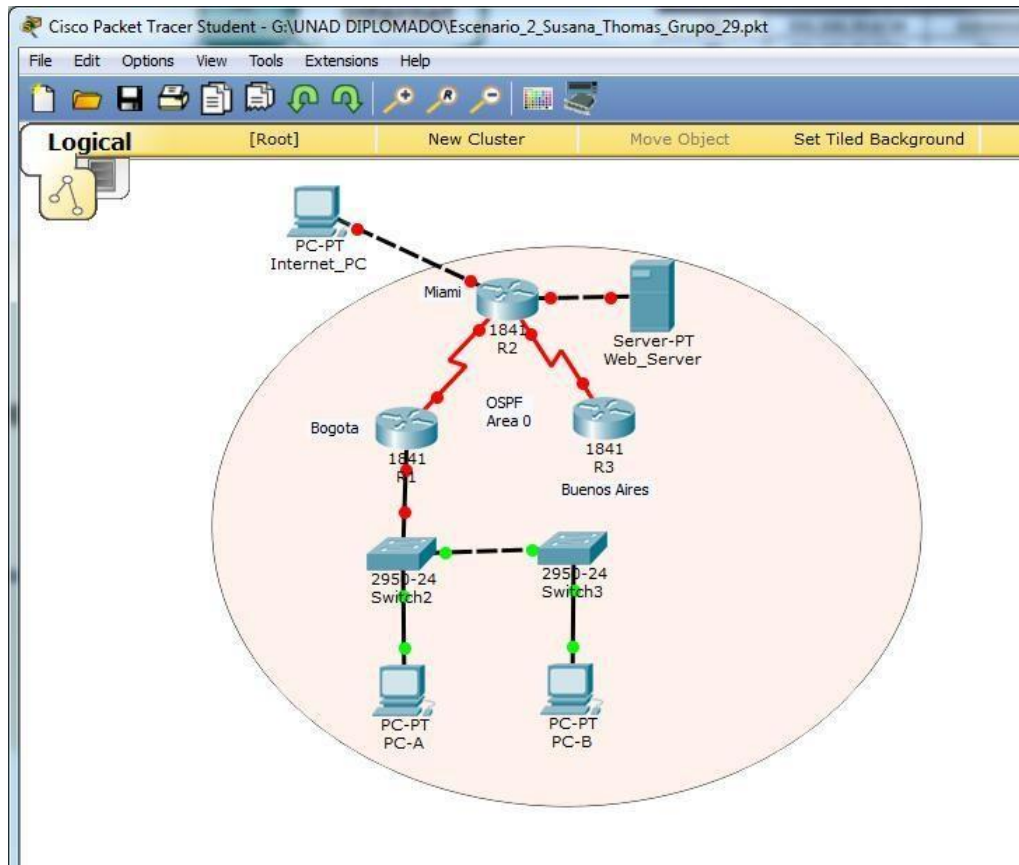 Cisco Packet Tracer Student - G:\UNAD DIPLOMADO\Escenario_2_Susana_Thomas_Grupo_29.pkt
File Edit Options View Tools Extensions Help
Logical [Root] New Cluster Move Object Set Tiled Background
PC-PT
Internet_PC
Miami
1841
R2
Server-PT
Web_Server
Bogota
OSPF
Area 0
1841
R1
1841
R3
Buenos Aires
2950-24
Switch2
2950-24
Switch3
PC-PT
PC-A
PC-PT
PC-B